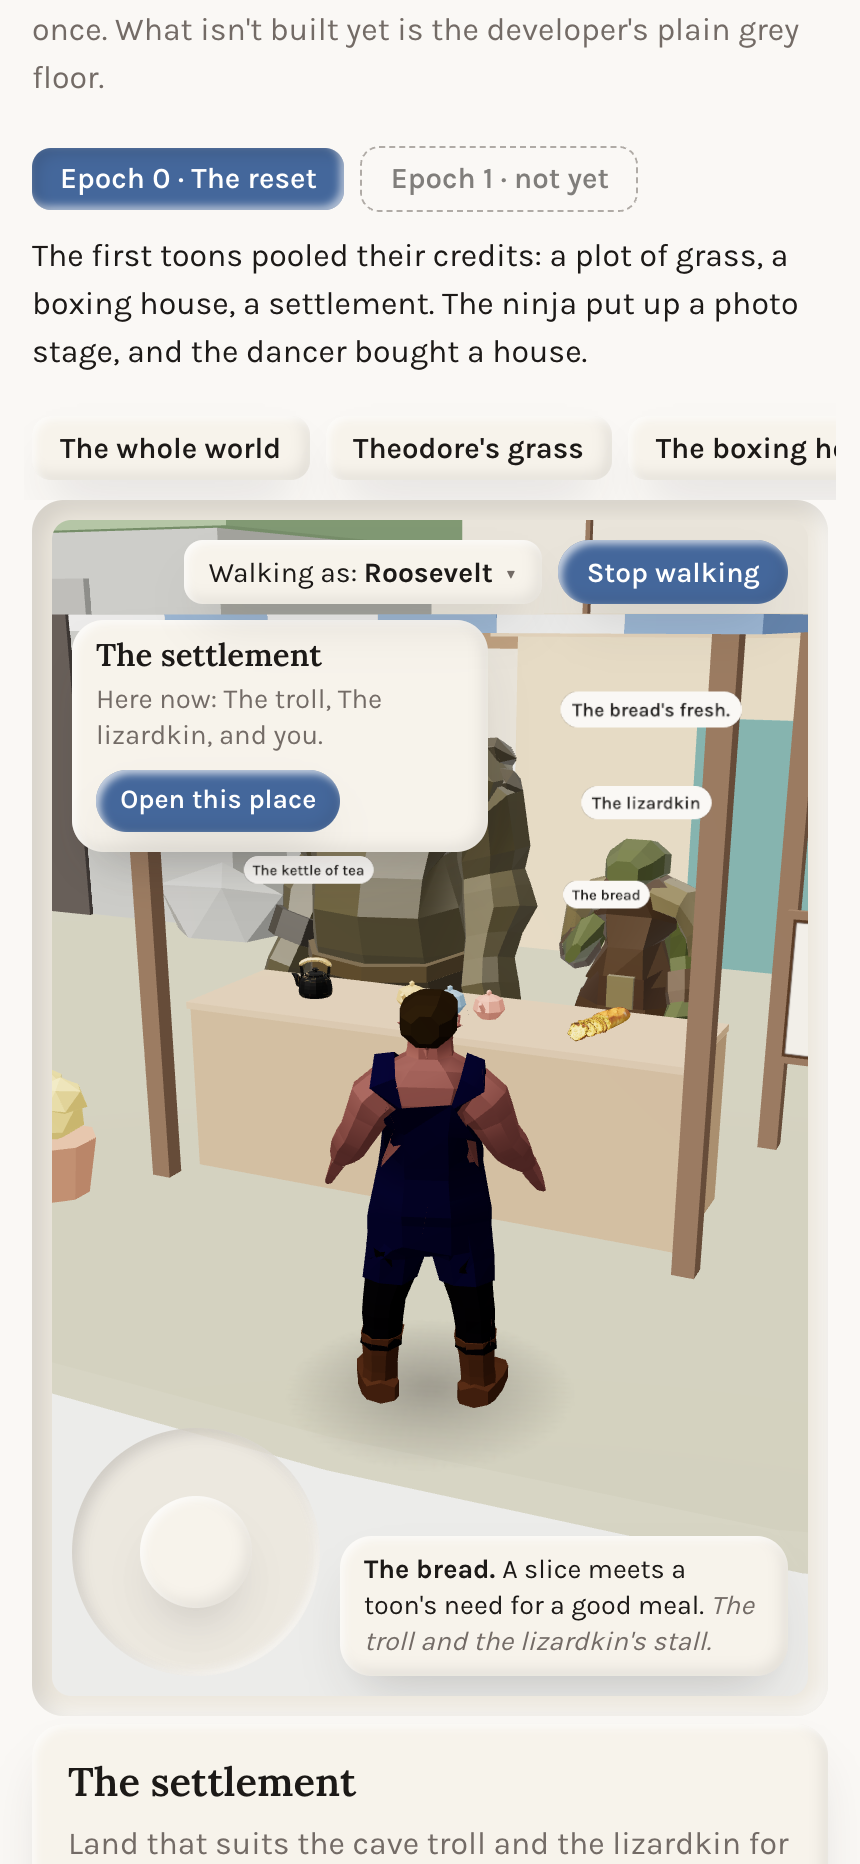 once. What isn't built yet is the developer's plain grey
floor.
Epoch 0 · The reset
Epoch 1 · not yet
The first toons pooled their credits: a plot of grass, a
boxing house, a settlement. The ninja put up a photo
stage, and the dancer bought a house.
The whole world
Theodore's grass
The boxing
Walking as: Roosevelt ▾
Stop walking
The settlement
Here now: The troll, The
lizardkin, and you.
Open this place
The bread's fresh.
The lizardkin
The kettle of tea
The bread
The bread. A slice meets a
toon's need for a good meal. The
troll and the lizardkin's stall.
The settlement
Land that suits the cave troll and the lizardkin for